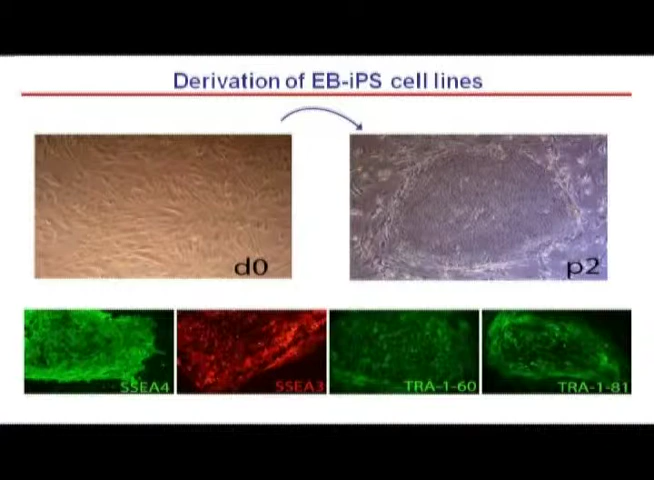 Derivation of EB-iPS cell lines
d0
p2
SSEA4
SSEA3
TRA-1-60
TRA-1-81